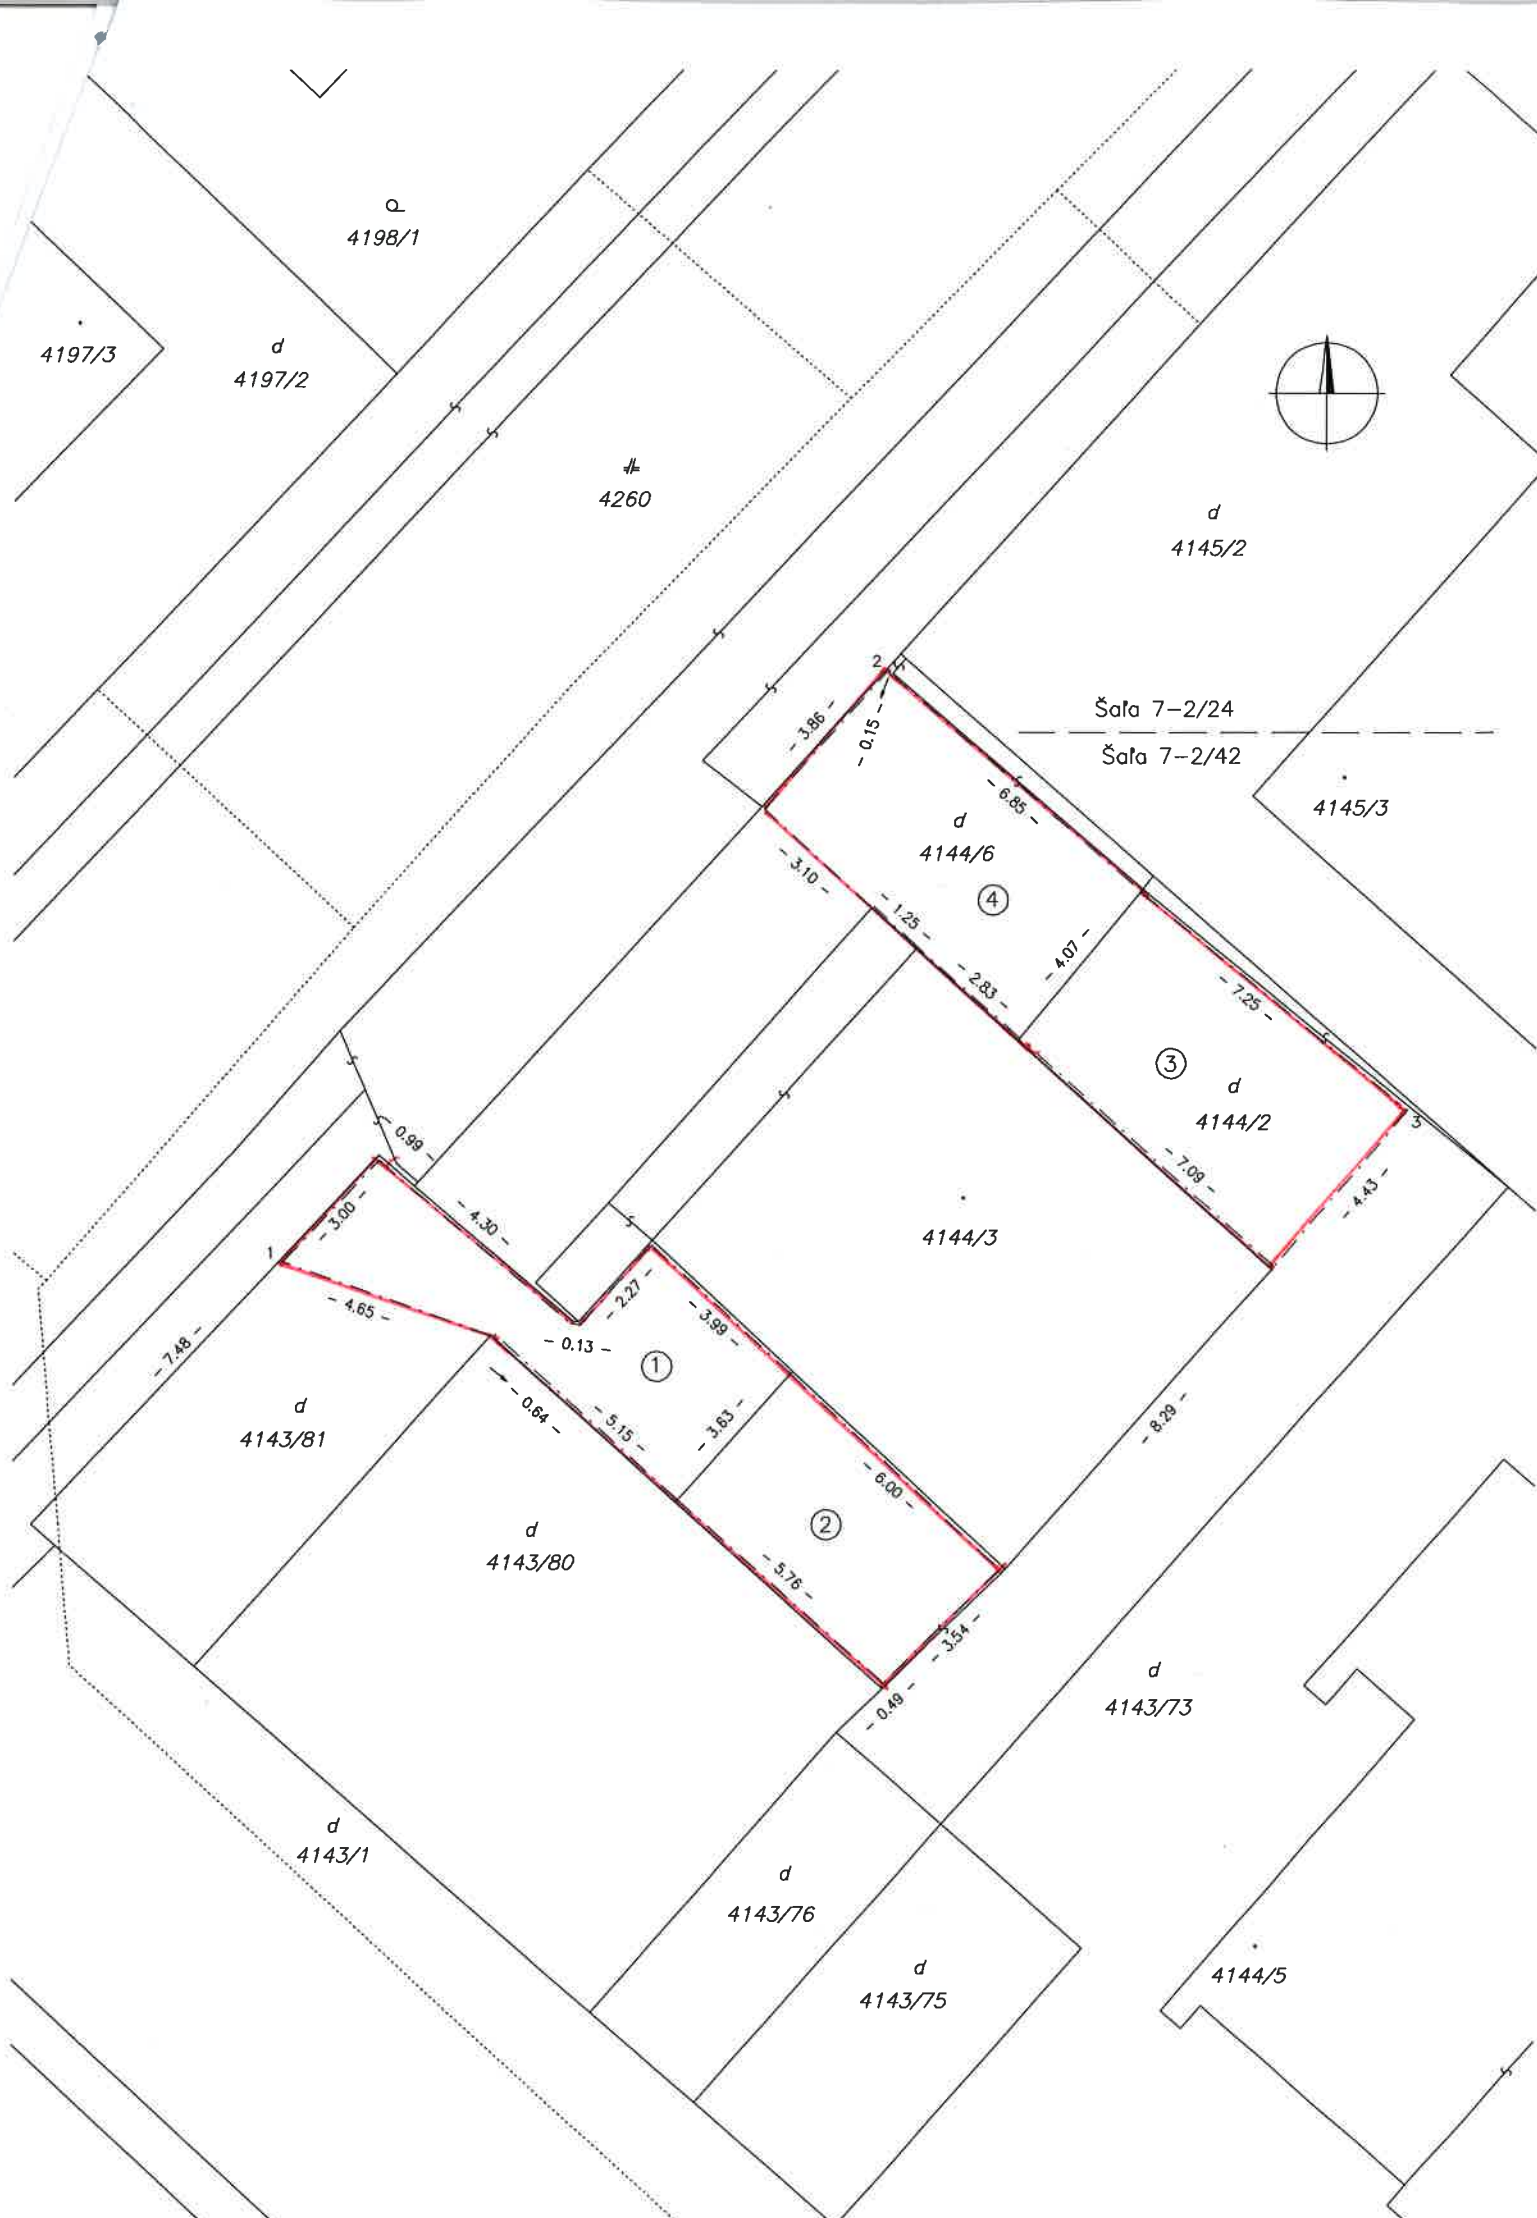 4198/1
4197/3
d
4197/2
4260
d
4145/2
2
- 3.86 -
- 0.15 -
Šaľa 7-2/24
Šaľa 7-2/42
- 6.85 -
4145/3
d
4144/6
- 3.10 -
4
- 1.25 -
- 4.07 -
- 2.83 -
- 7.25 -
3
d
4144/2
3
- 0.99 -
- 7.09 -
- 4.43 -
- 3.00 -
- 4.30 -
4144/3
1
- 4.65 -
- 2.27 -
- 3.99 -
- 0.13 -
- 7.48 -
1
d
4143/81
- 0.64 -
- 5.15 -
- 3.63 -
- 8.29 -
- 6.00 -
d
4143/80
2
- 5.76 -
- 3.54 -
- 0.49 -
d
4143/73
d
4143/1
d
4143/76
d
4143/75
4144/5